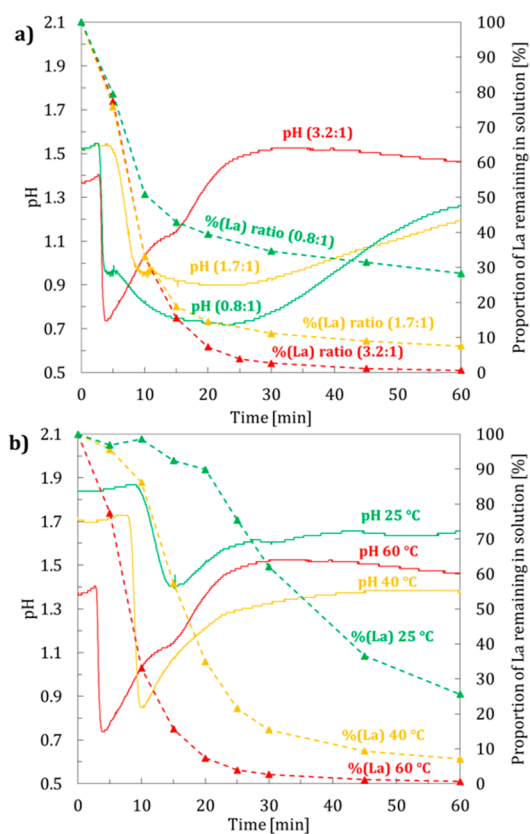 a)
2.1
1.9
1.7
1.5
1.3
1.1
0.9
0.7
0.5
pH
100
90
80
70
60
50
40
30
20
10
0
Proportion of La remaining in solution [%]
pH (3.2:1)
%(La) ratio (0.8:1)
pH (1.7:1)
pH (0.8:1)
%(La) ratio (1.7:1)
%(La) ratio (3.2:1)
0 10 20 30 40 50 60
Time [min]
b)
2.1
1.9
1.7
1.5
1.3
1.1
0.9
0.7
0.5
pH
100
90
80
70
60
50
40
30
20
10
0
Proportion of La remaining in solution [%]
pH 25 °C
pH 60 °C
pH 40 °C
%(La) 25 °C
%(La) 40 °C
%(La) 60 °C
0 10 20 30 40 50 60
Time [min]